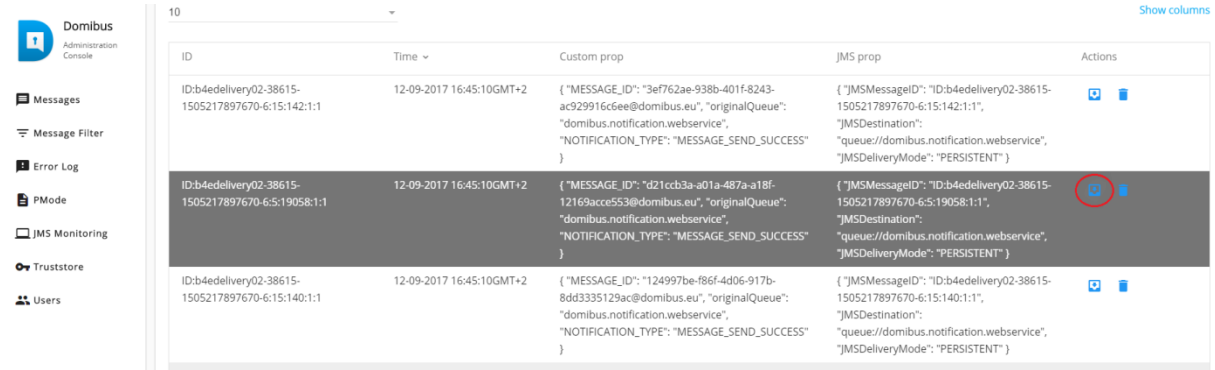 Domibus
Administration
Console
Messages
Message Filter
Error Log
PMode
JMS Monitoring
Truststore
Users
10
Show columns
ID Time Custom prop JMS prop Actions
ID:b4edelivery02-38615- 12-09-2017 16:45:10GMT+2 { "MESSAGE_ID": "3ef762ae-938b-401f-8243- { "JMSMessageID": "ID:b4edelivery02-38615-
1505217897670-6:15:142:1:1 ac929916c6ee@domibus.eu", "originalQueue": 1505217897670-6:15:142:1:1",
"domibus.notification.webservice", "JMSDestination":
"NOTIFICATION_TYPE": "MESSAGE_SEND_SUCCESS" "queue://domibus.notification.webservice",
} "JMSDeliveryMode": "PERSISTENT" }
ID:b4edelivery02-38615- 12-09-2017 16:45:10GMT+2 { "MESSAGE_ID": "d21ccb3a-a01a-487a-a18f- { "JMSMessageID": "ID:b4edelivery02-38615-
1505217897670-6:5:19058:1:1 12169acce553@domibus.eu", "originalQueue": 1505217897670-6:5:19058:1:1",
"domibus.notification.webservice", "JMSDestination":
"NOTIFICATION_TYPE": "MESSAGE_SEND_SUCCESS" "queue://domibus.notification.webservice",
} "JMSDeliveryMode": "PERSISTENT" }
ID:b4edelivery02-38615- 12-09-2017 16:45:10GMT+2 { "MESSAGE_ID": "124997be-f86f-4d06-917b- { "JMSMessageID": "ID:b4edelivery02-38615-
1505217897670-6:15:140:1:1 8dd3335129ac@domibus.eu", "originalQueue": 1505217897670-6:15:140:1:1",
"domibus.notification.webservice", "JMSDestination":
"NOTIFICATION_TYPE": "MESSAGE_SEND_SUCCESS" "queue://domibus.notification.webservice",
} "JMSDeliveryMode": "PERSISTENT" }